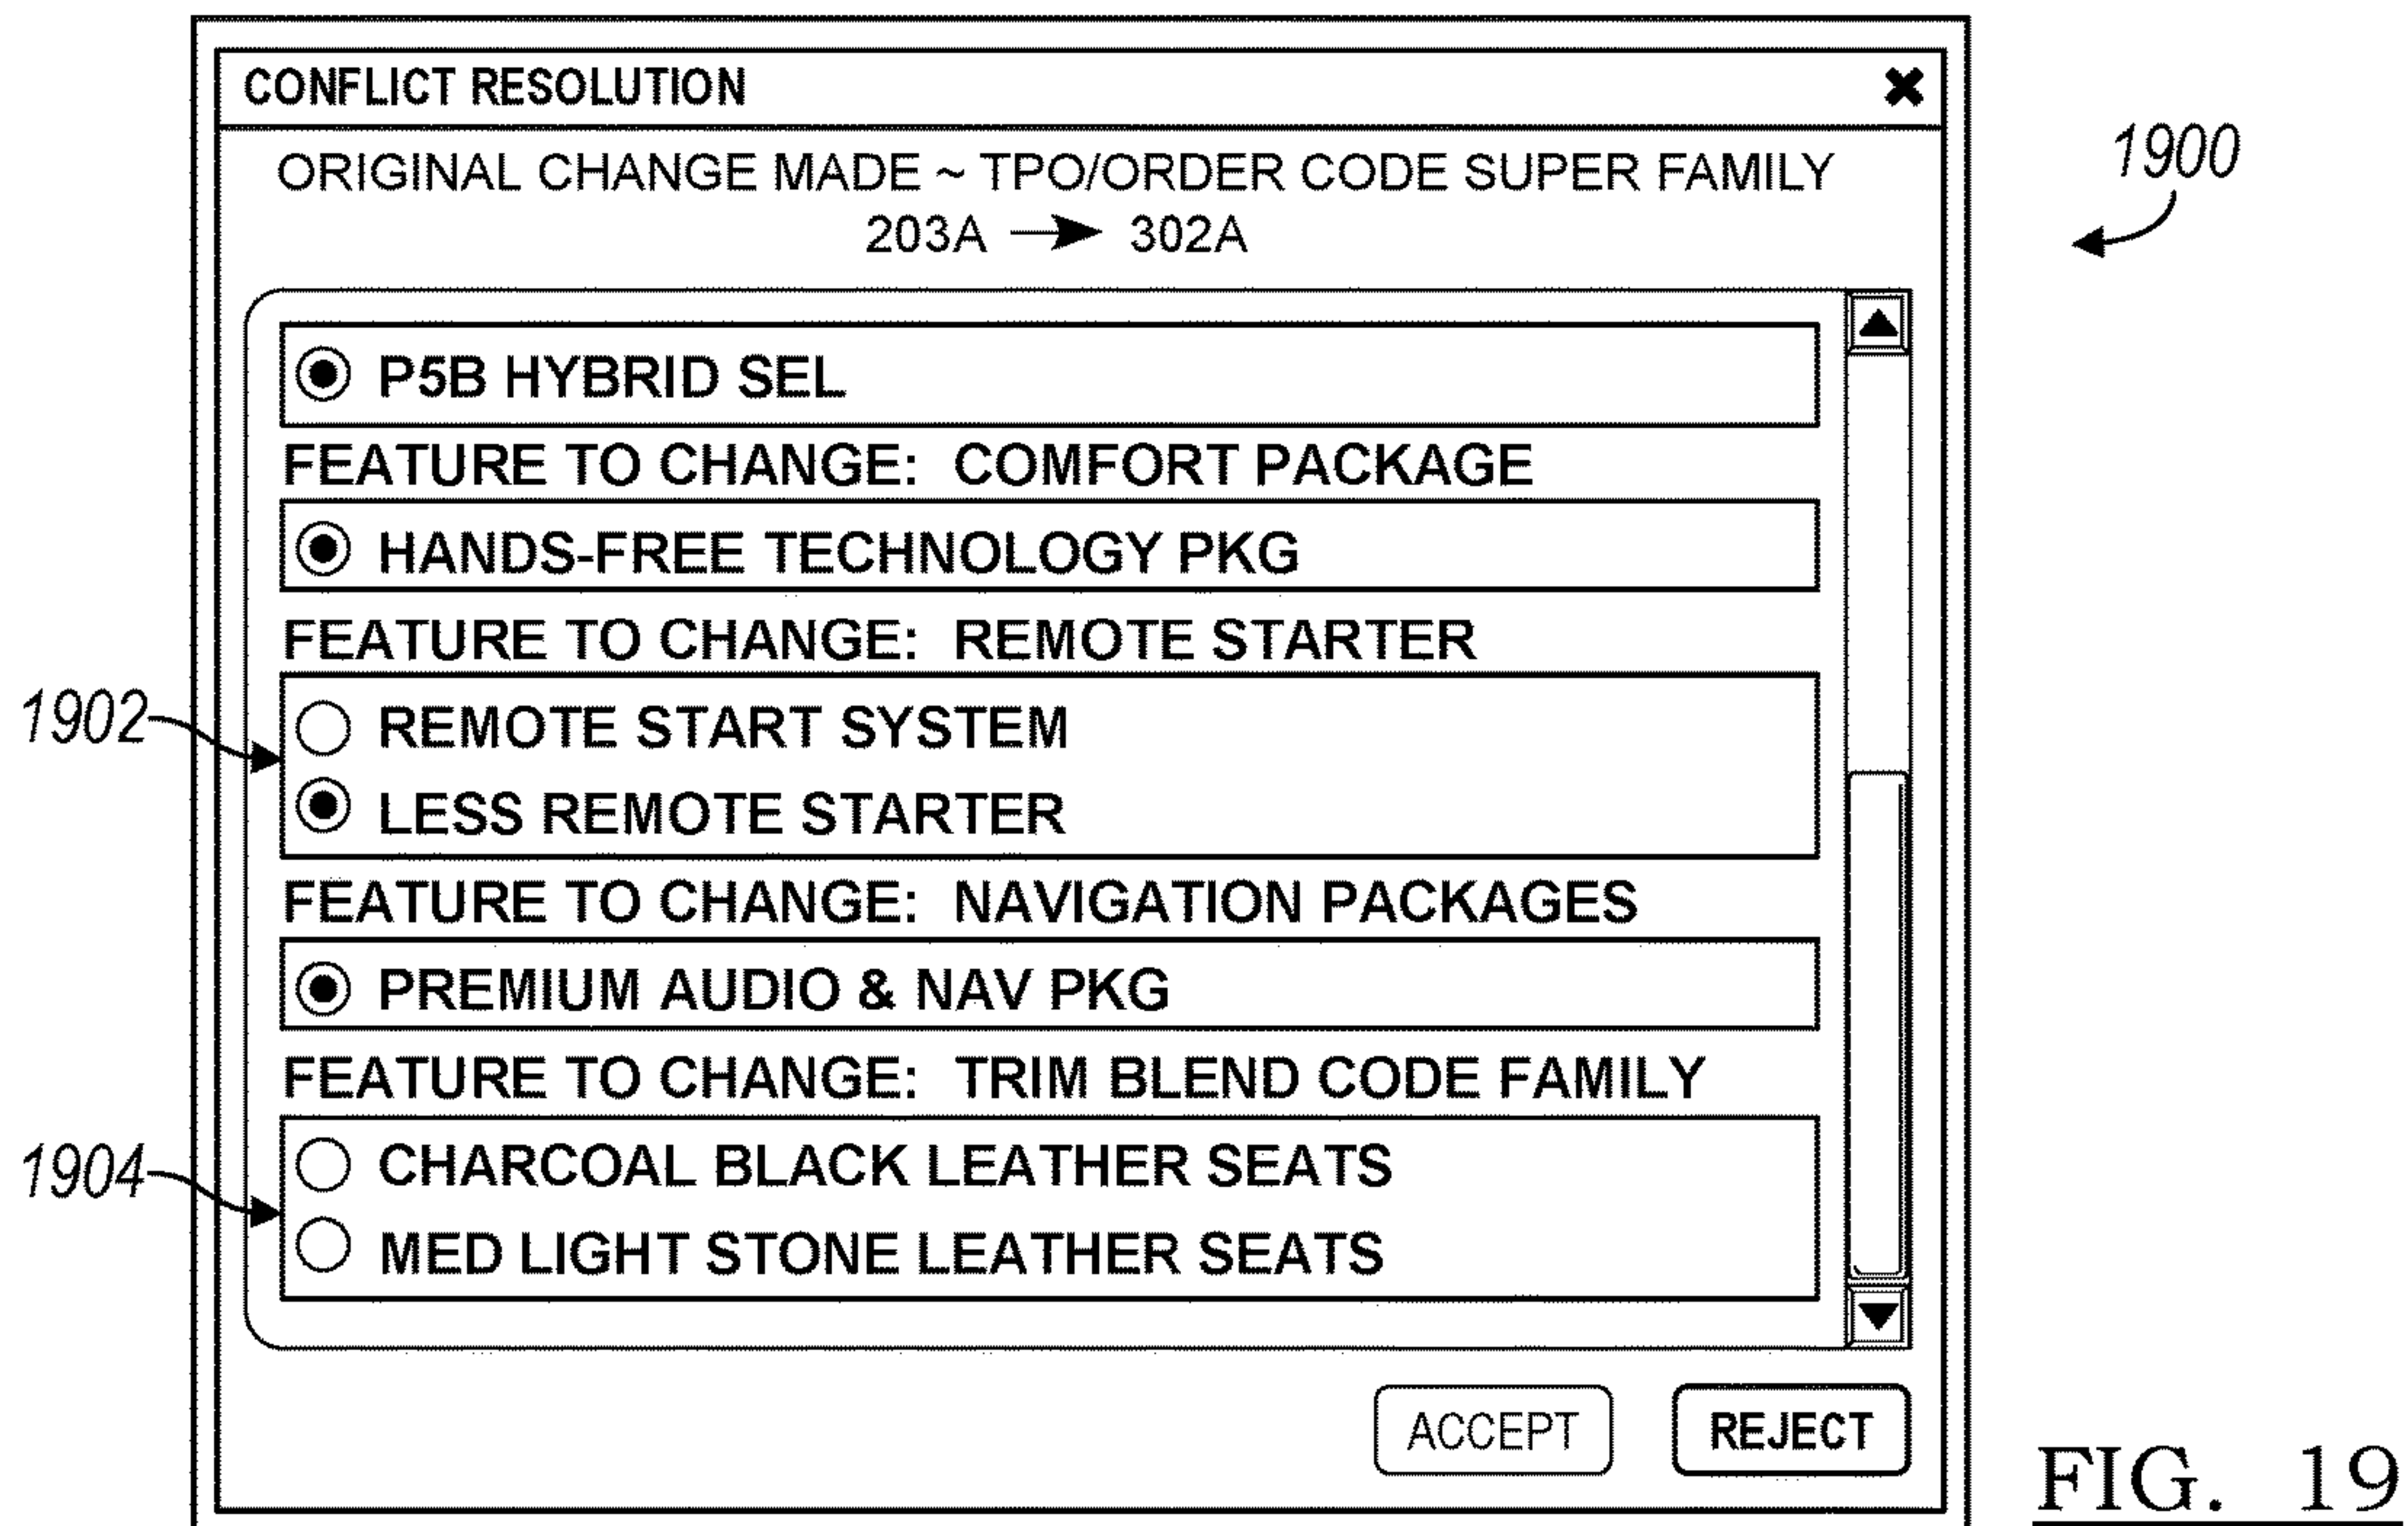 CONFLICT RESOLUTION
ORIGINAL CHANGE MADE ~ TPO/ORDER CODE SUPER FAMILY
203A → 302A
1900
P5B HYBRID SEL
FEATURE TO CHANGE: COMFORT PACKAGE
HANDS-FREE TECHNOLOGY PKG
FEATURE TO CHANGE: REMOTE STARTER
1902
REMOTE START SYSTEM
LESS REMOTE STARTER
FEATURE TO CHANGE: NAVIGATION PACKAGES
PREMIUM AUDIO & NAV PKG
FEATURE TO CHANGE: TRIM BLEND CODE FAMILY
1904
CHARCOAL BLACK LEATHER SEATS
MED LIGHT STONE LEATHER SEATS
ACCEPT REJECT
FIG. 19